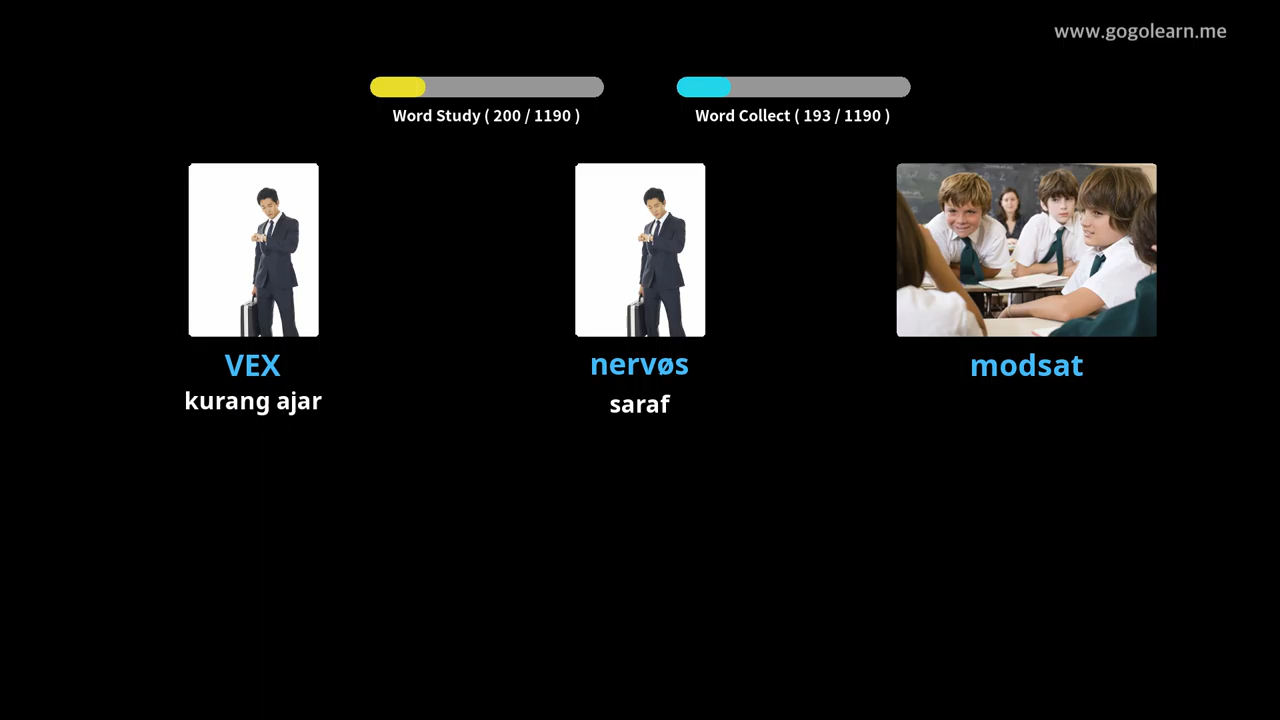 www.gogolearn.me
Word Study ( 200 / 1190 )
Word Collect ( 193 / 1190 )
VEX
nervøs
modsat
kurang ajar
saraf